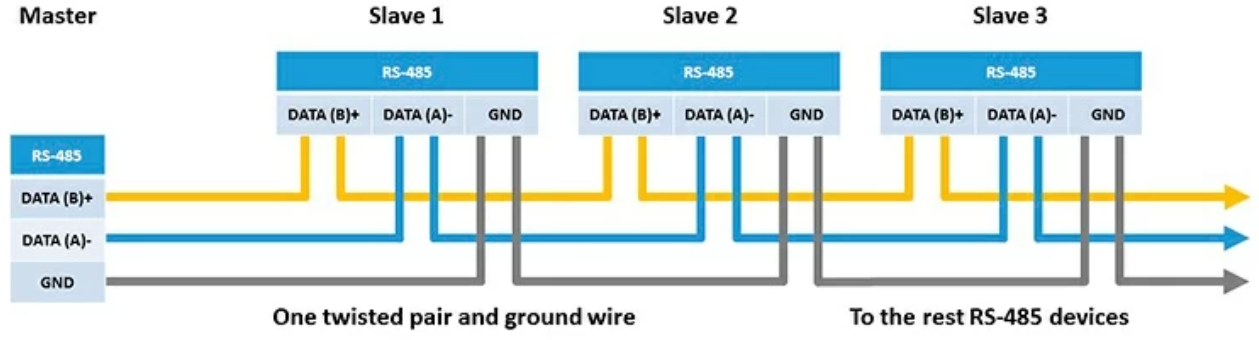 Master
Slave 1
Slave 2
Slave 3
RS-485
RS-485
RS-485
DATA (B)+ DATA (A)- GND
DATA (B)+ DATA (A)- GND
DATA (B)+ DATA (A)- GND
RS-485
DATA (B)+
DATA (A)-
GND
One twisted pair and ground wire
To the rest RS-485 devices